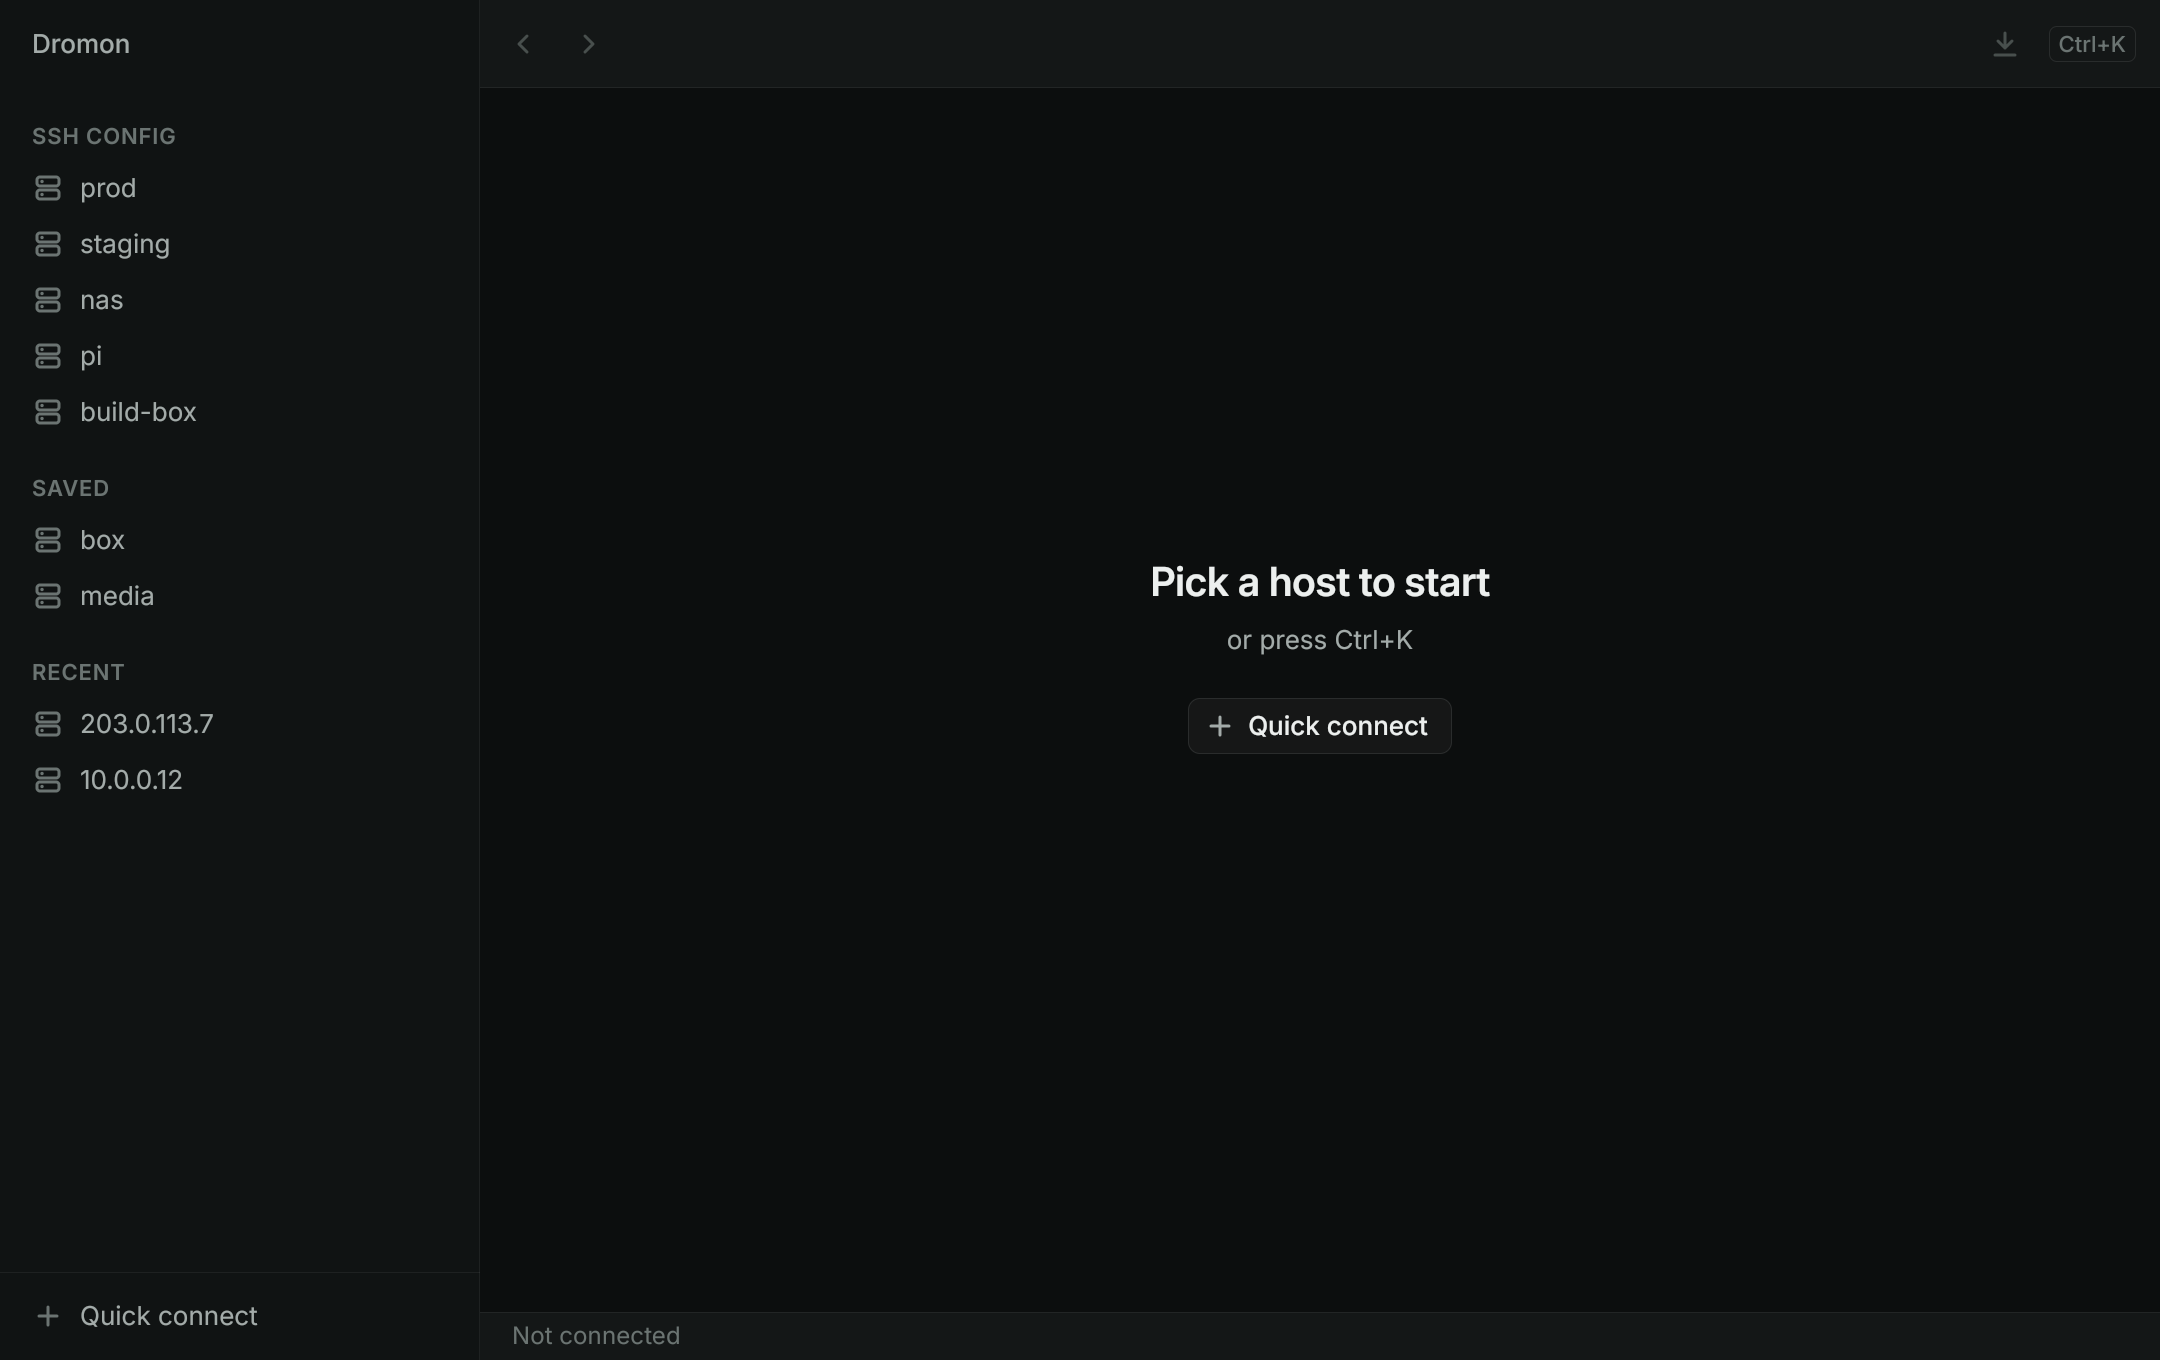 Dromon
SSH CONFIG
prod
staging
nas
pi
build-box
SAVED
box
media
RECENT
203.0.113.7
10.0.0.12
Quick connect
Ctrl+K
Pick a host to start
or press Ctrl+K
Quick connect
Not connected